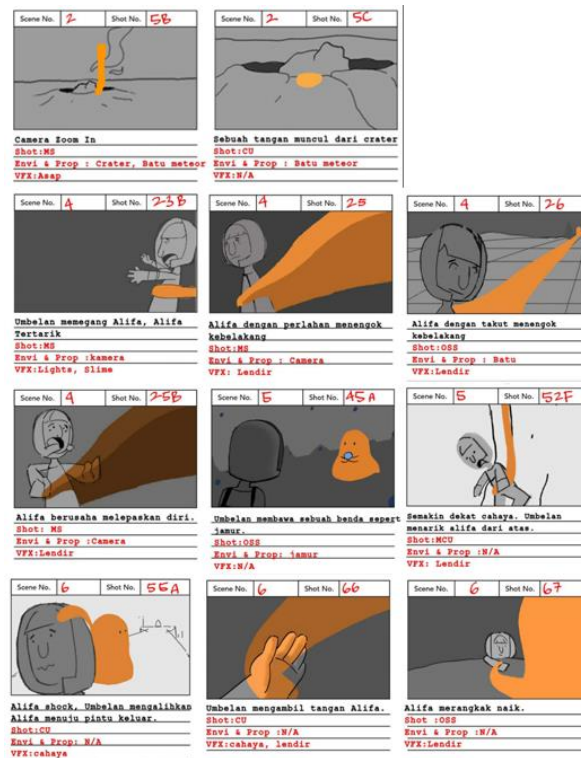 Scene No. 2 Shot No. 5B
Camera Zoom In
Shot:MS
Envi & Prop : Crater, Batu meteor
VFX:Asap
Scene No. 2 Shot No. 5C
Sebuah tangan muncul dari crater
Shot:CU
Envi & Prop : Batu meteor
VFX:N/A
Scene No. 4 Shot No. 23B
Umbelan memegang Alifa, Alifa
Tertarik
Shot:MS
Envi & Prop :kamera
VFX:Lights, Slime
Scene No. 4 Shot No. 25
Alifa dengan perlahan menengok
kebelakang
Shot:MS
Envi & Prop : Camera
VFX: Lendir
Scene No. 4 Shot No. 26
Alifa dengan takut menengok
kebelakang
Shot:OSS
Envi & Prop : Batu
VFX:Lendir
Scene No. 4 Shot No. 25B
Alifa berusaha melepaskan diri.
Shot: MS
Envi & Prop :Camera
VFX:Lendir
Scene No. 5 Shot No. 45A
Umbelan membawa sebuah benda sepert
jamur.
Shot:OSS
Envi & Prop: jamur
VFX:N/A
Scene No. 5 Shot No. 52F
Semakin dekat cahaya. Umbelan
menarik alifa dari atas.
Shot:MCU
Envi & Prop :N/A
VFX: Lendir
Scene No. 6 Shot No. 55A
Alifa shock, Umbelan mengalihkan
Alifa menuju pintu keluar.
Shot:CU
Envi & Prop: N/A
VFX:cahaya
Scene No. 6 Shot No. 66
Umbelan mengambil tangan Alifa.
Shot:CU
Envi & Prop :N/A
VFX:cahaya, lendir
Scene No. 6 Shot No. 67
Alifa merangkak naik.
Shot :OSS
Envi & Prop :N/A
VFX:Lendir